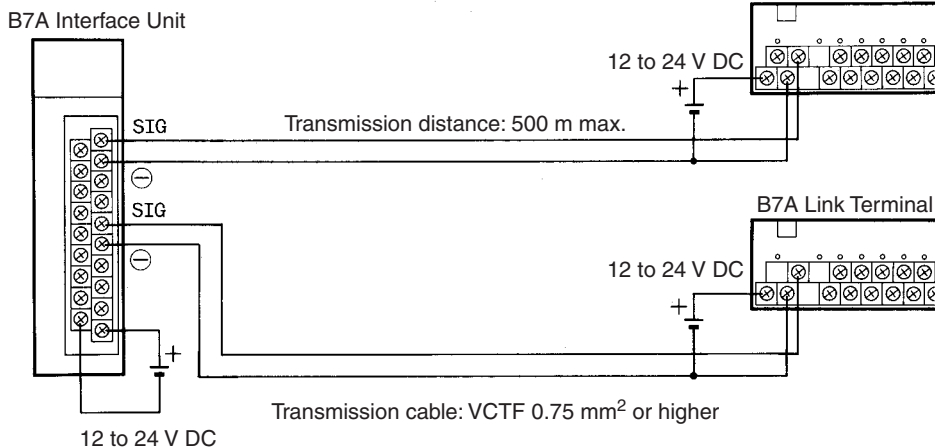 B7A Interface Unit
12 to 24 V DC
+
SIG
Transmission distance: 500 m max.
⊖
SIG
B7A Link Terminal
⊖
12 to 24 V DC
+
+
Transmission cable: VCTF 0.75 mm² or higher
12 to 24 V DC